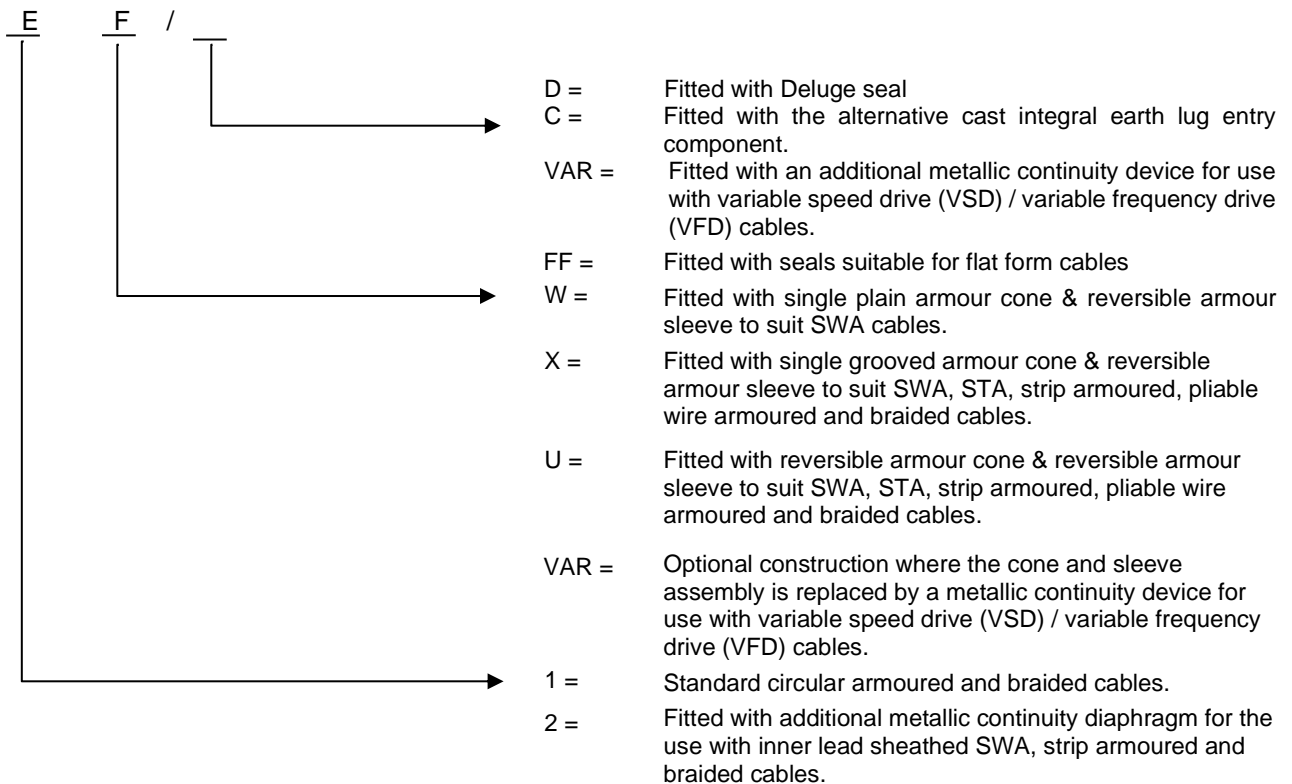 E F /
D = Fitted with Deluge seal
C = Fitted with the alternative cast integral earth lug entry
component.
VAR = Fitted with an additional metallic continuity device for use
with variable speed drive (VSD) / variable frequency drive
(VFD) cables.
FF = Fitted with seals suitable for flat form cables
W = Fitted with single plain armour cone & reversible armour
sleeve to suit SWA cables.
X = Fitted with single grooved armour cone & reversible
armour sleeve to suit SWA, STA, strip armoured, pliable
wire armoured and braided cables.
U = Fitted with reversible armour cone & reversible armour
sleeve to suit SWA, STA, strip armoured, pliable wire
armoured and braided cables.
VAR = Optional construction where the cone and sleeve
assembly is replaced by a metallic continuity device for
use with variable speed drive (VSD) / variable frequency
drive (VFD) cables.
1 = Standard circular armoured and braided cables.
2 = Fitted with additional metallic continuity diaphragm for the
use with inner lead sheathed SWA, strip armoured and
braided cables.